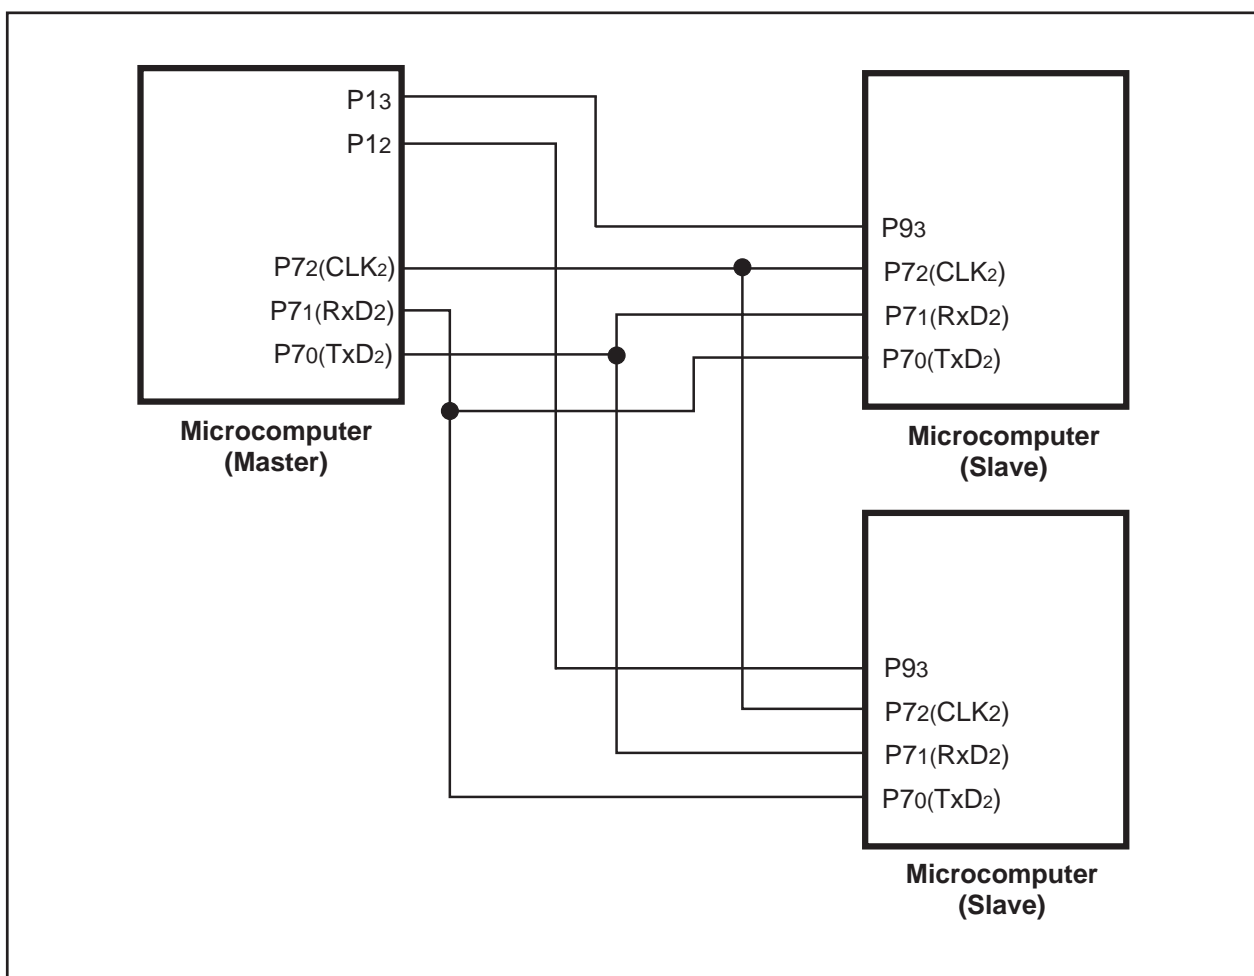 P13
P12
P72(CLK2)
P71(RxD2)
P70(TxD2)
Microcomputer
(Master)
P93
P72(CLK2)
P71(RxD2)
P70(TxD2)
Microcomputer
(Slave)
P93
P72(CLK2)
P71(RxD2)
P70(TxD2)
Microcomputer
(Slave)